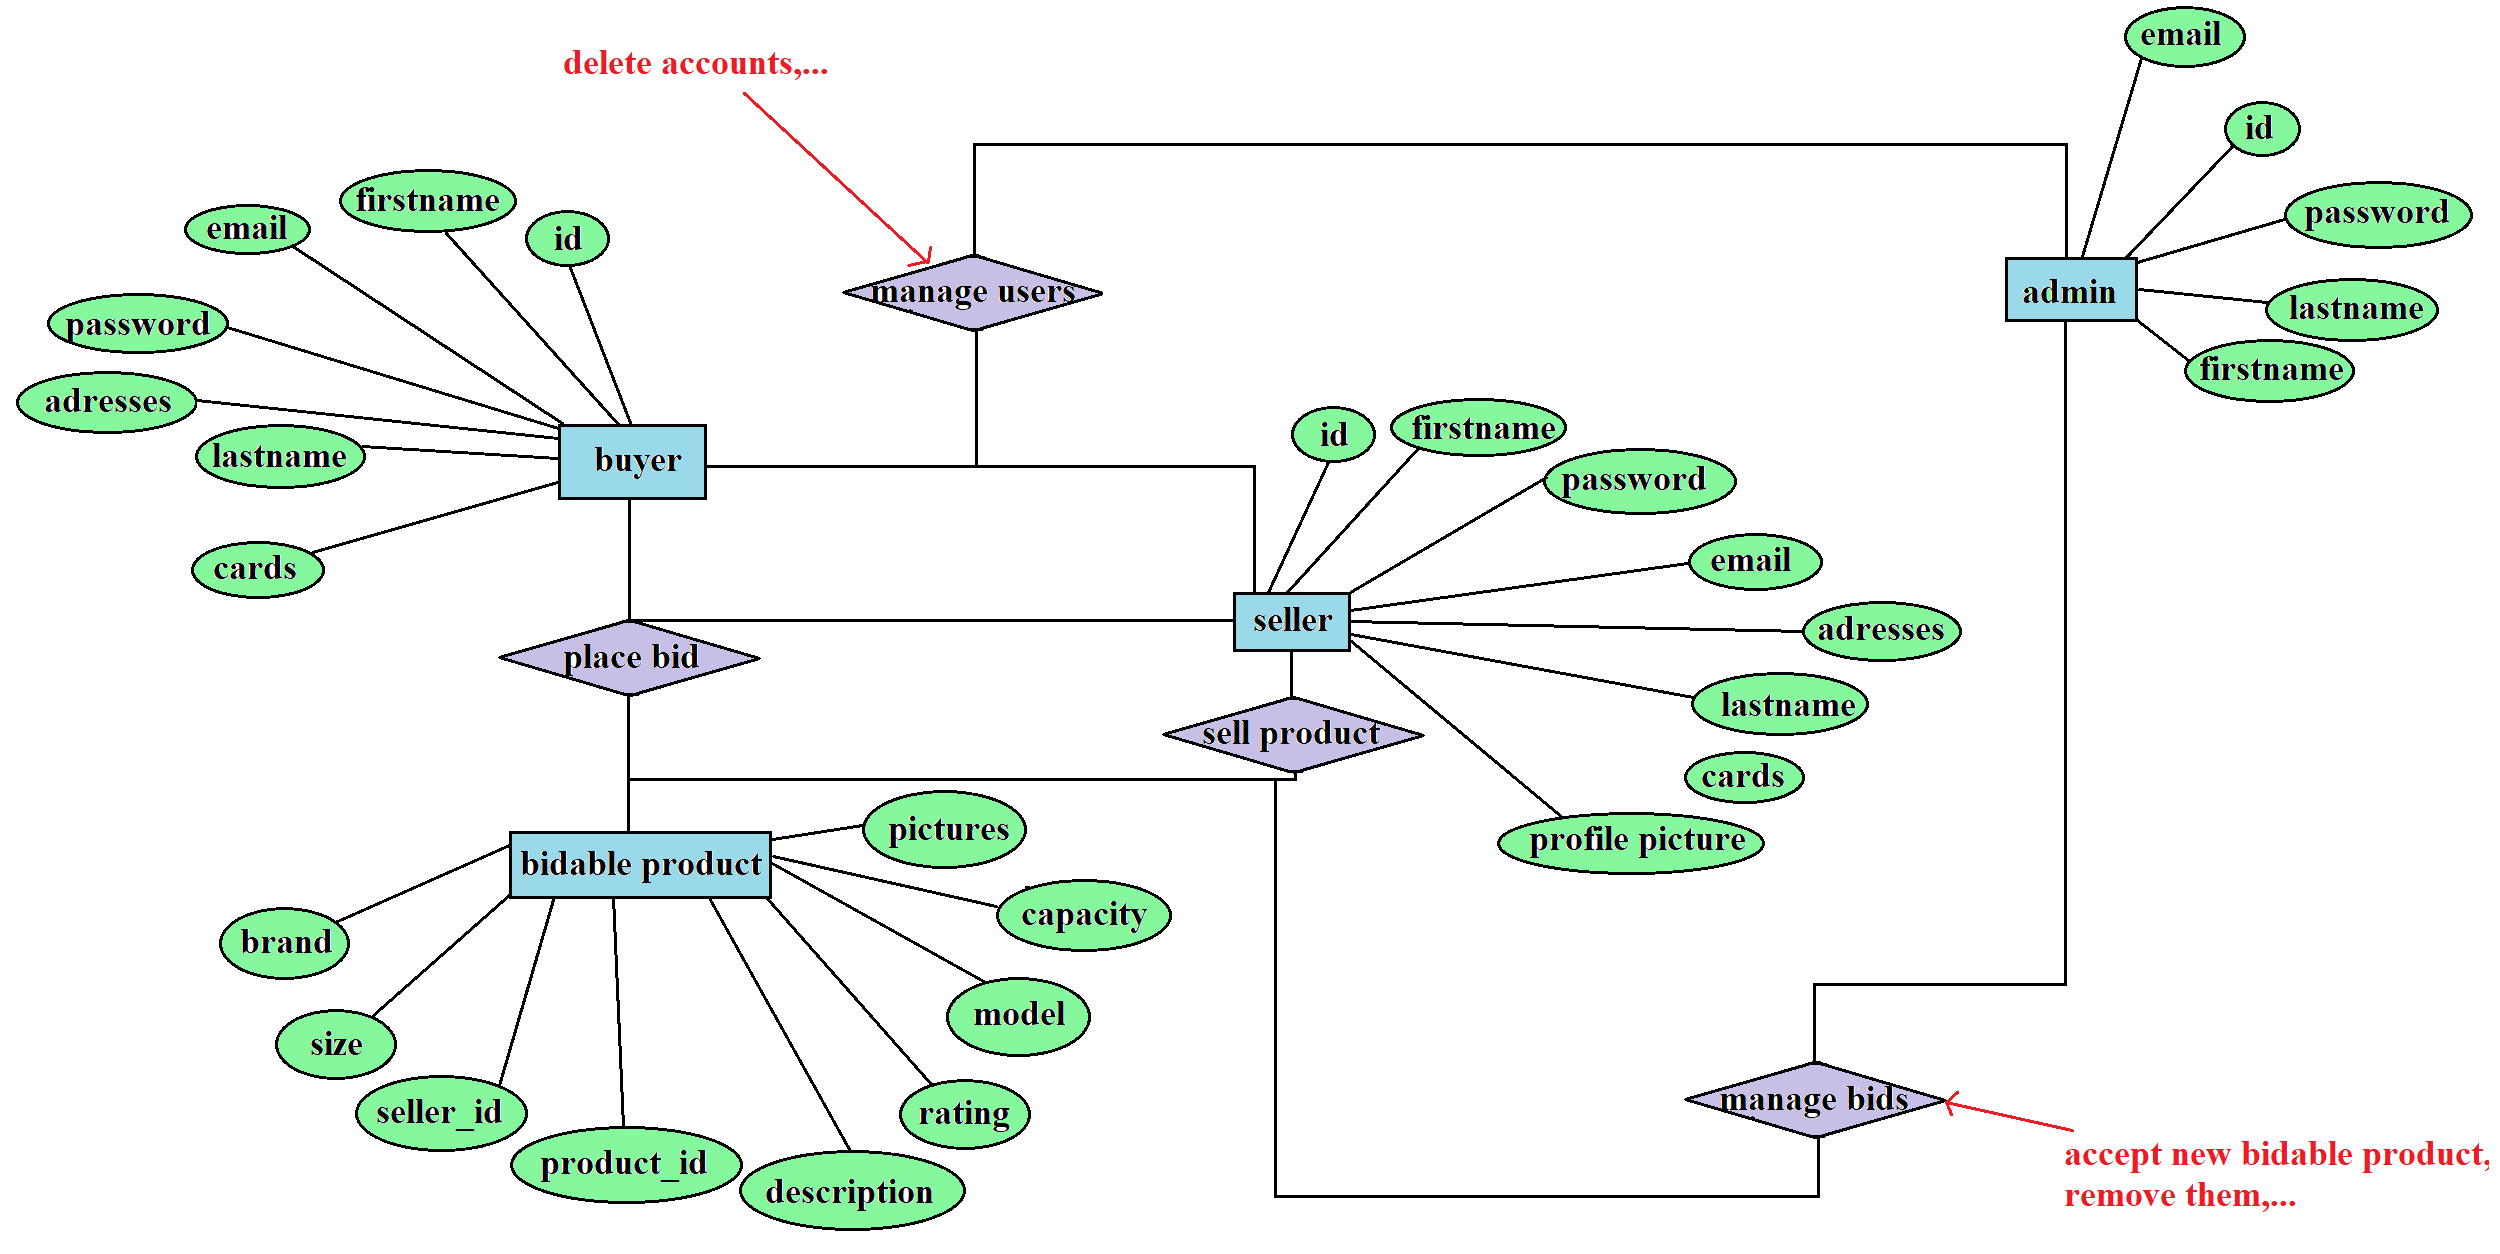 email
delete accounts,...
id
firstname
email
id
password
manage users
admin
lastname
password
firstname
adresses
lastname
buyer
id
firstname
password
cards
email
seller
adresses
place bid
lastname
sell product
cards
pictures
profile picture
bidable product
capacity
brand
model
size
seller_id
rating
manage bids
product_id
description
accept new bidable product,
remove them,...